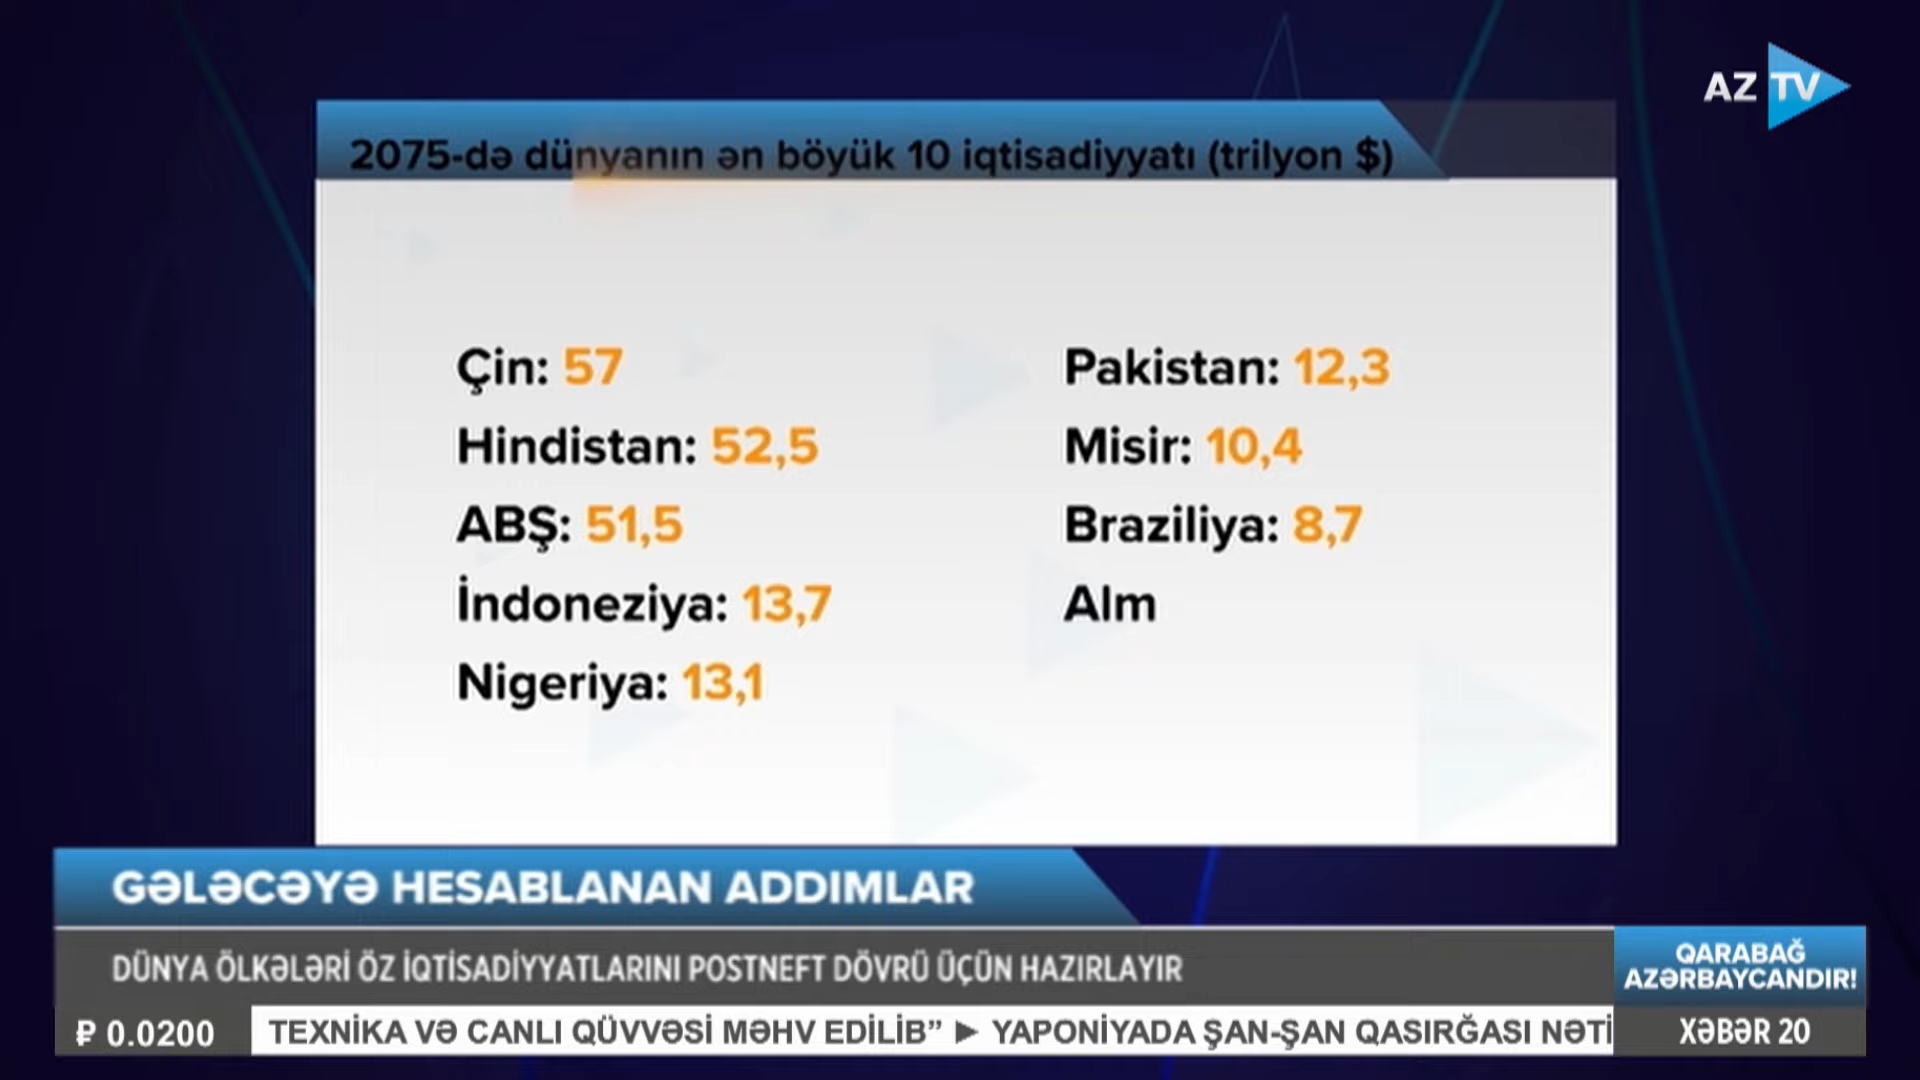 AZ TV
2075-də dünyanın ən böyük 10 iqtisadiyyatı (trilyon $)
Çin: 57
Hindistan: 52,5
ABŞ: 51,5
İndoneziya: 13,7
Nigeriya: 13,1
Pakistan: 12,3
Misir: 10,4
Braziliya: 8,7
Alm
GƏLƏCƏYƏ HESABLANAN ADDIMLAR
DÜNYA ÖLKƏLƏRİ ÖZ İQTİSADİYYATLARINI POSTNEFT DÖVRÜ ÜÇÜN HAZIRLAYIR
QARABAĞ
AZƏRBAYCANDIR!
₽ 0.0200
TEXNİKA VƏ CANLI QÜVVƏSİ MƏHV EDİLİB” ► YAPONİYADA ŞAN-ŞAN QASIRĞASI NƏTİ
XƏBƏR 20